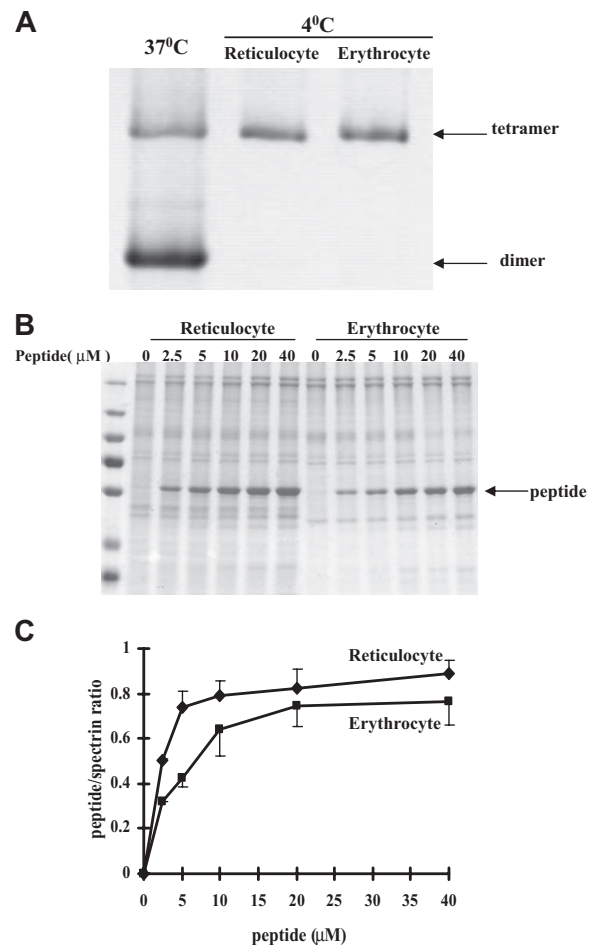 A
37⁰C
4⁰C
Reticulocyte Erythrocyte
tetramer
dimer
B
Reticulocyte Erythrocyte
Peptide( μM) 0 2.5 5 10 20 40 0 2.5 5 10 20 40
peptide
C
peptide/spectrin ratio
1
0.8
0.6
0.4
0.2
0
Reticulocyte
Erythrocyte
0 5 10 15 20 25 30 35 40
peptide (μM)